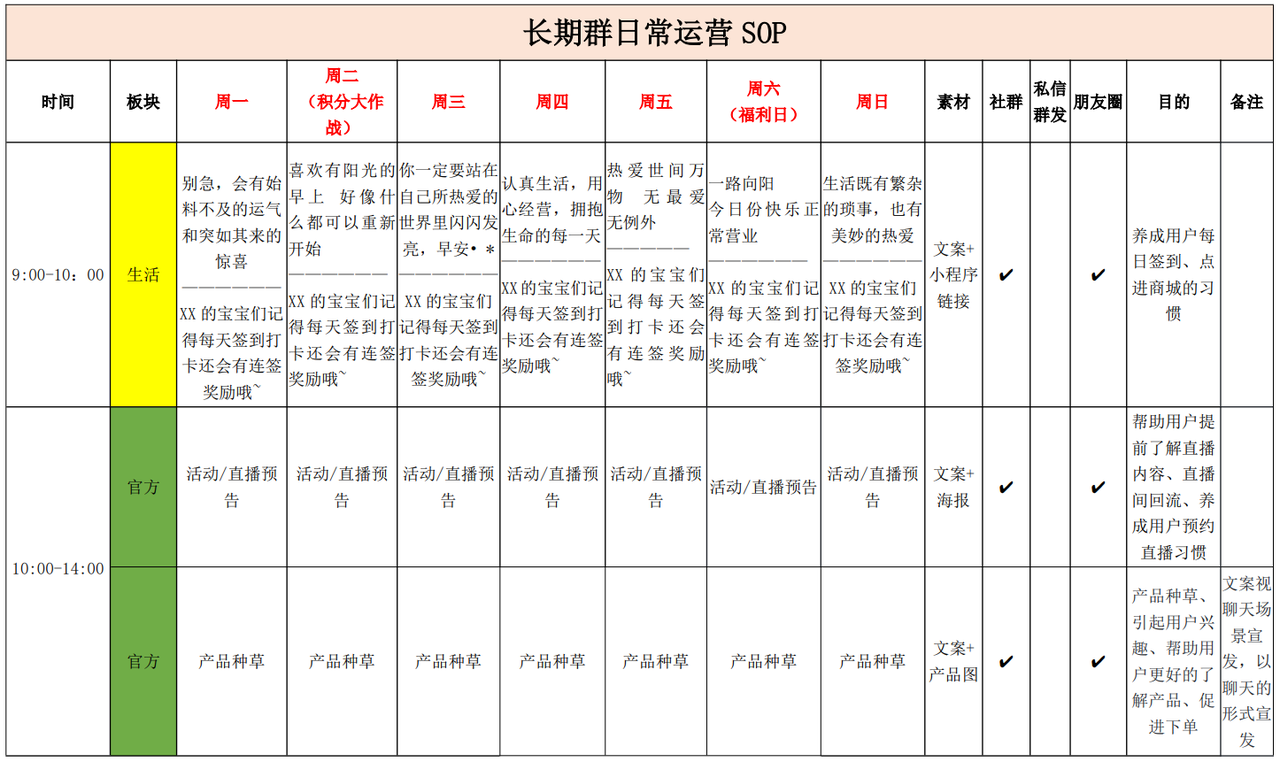 长期群日常运营 SOP
时间
板块
周一
周二
（积分大作
战）
周三
周四
周五
周六
（福利日）
周日
素材
社群
私信
群发
朋友圈
目的
备注
9:00-10：00
生活
别急，会有始
料不及的运气
和突如其来的
惊喜
——————
XX 的宝宝们记
得每天签到打
卡还会有连签
奖励哦~
喜欢有阳光的
早上 好像什
么都可以重新
开始
——————
XX 的宝宝们记
得每天签到打
卡还会有连签
奖励哦~
你一定要站在
自己所热爱的
世界里闪闪发
亮，早安• *
——————
XX 的宝宝们
记得每天签到
打卡还会有连
签奖励哦~
认真生活，用
心经营，拥抱
生命的每一天
——————
XX 的宝宝们记
得每天签到打
卡还会有连签
奖励哦~
热爱世间万
物 无最爱
无例外
—————
XX 的宝宝们
记得每天签
到打卡还会
有连签奖励
哦~
一路向阳
今日份快乐正
常营业
——————
XX 的宝宝们记
得每天签到打
卡还会有连签
奖励哦~
生活既有繁杂
的琐事，也有
美妙的热爱
——————
XX 的宝宝们
记得每天签到
打卡还会有连
签奖励哦~
文案+
小程序
链接
✔
✔
养成用户每
日签到、点
进商城的习
惯
10:00-14:00
官方
活动/直播预
告
活动/直播预
告
活动/直播预
告
活动/直播预
告
活动/直播预
告
活动/直播预告
活动/直播预
告
文案+
海报
✔
✔
帮助用户提
前了解直播
内容、直播
间回流、养
成用户预约
直播习惯
官方
产品种草
产品种草
产品种草
产品种草
产品种草
产品种草
产品种草
文案+
产品图
✔
✔
产品种草、
引起用户兴
趣、帮助用
户更好的了
解产品、促
进下单
文案视
聊天场
景宣
发，以
聊天的
形式宣
发